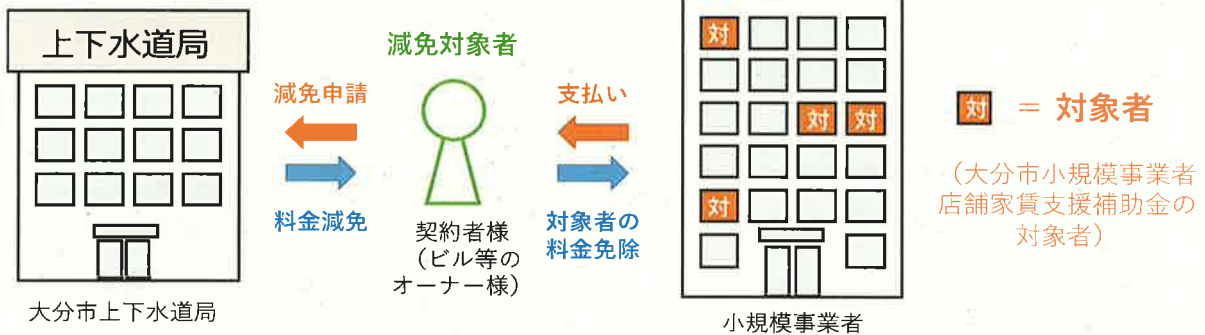 上下水道局
大分市上下水道局
減免申請
料金減免
減免対象者
契約者様
（ビル等の
オーナー様）
支払い
対象者の
料金免除
対
対
対
対
小規模事業者
対 = 対象者
（大分市小規模事業者
店舗家賃支援補助金の
対象者）